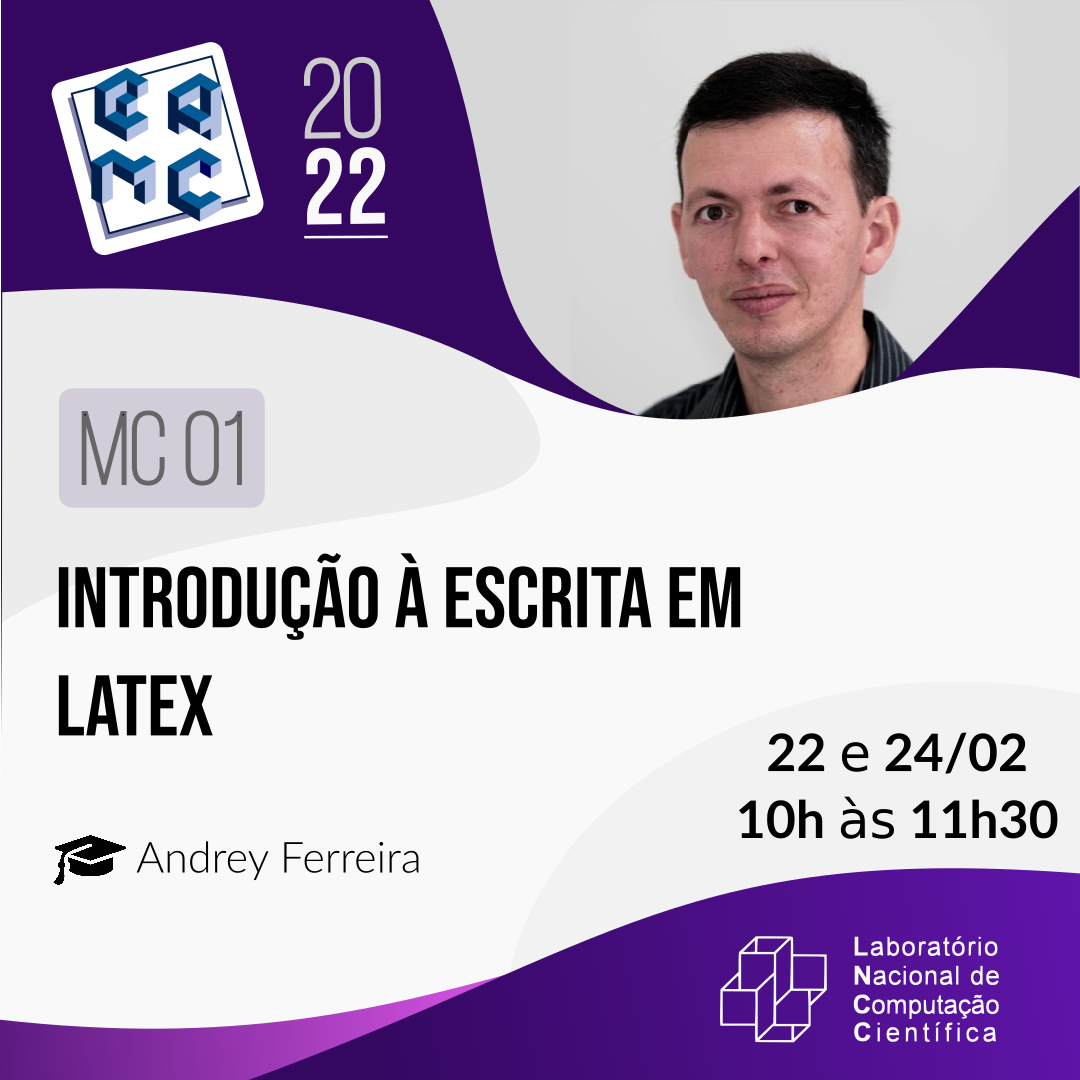 EAMC
20
22
MC 01
INTRODUÇÃO À ESCRITA EM
LATEX
22 e 24/02
10h às 11h30
Andrey Ferreira
Laboratório
Nacional de
Computação
Científica